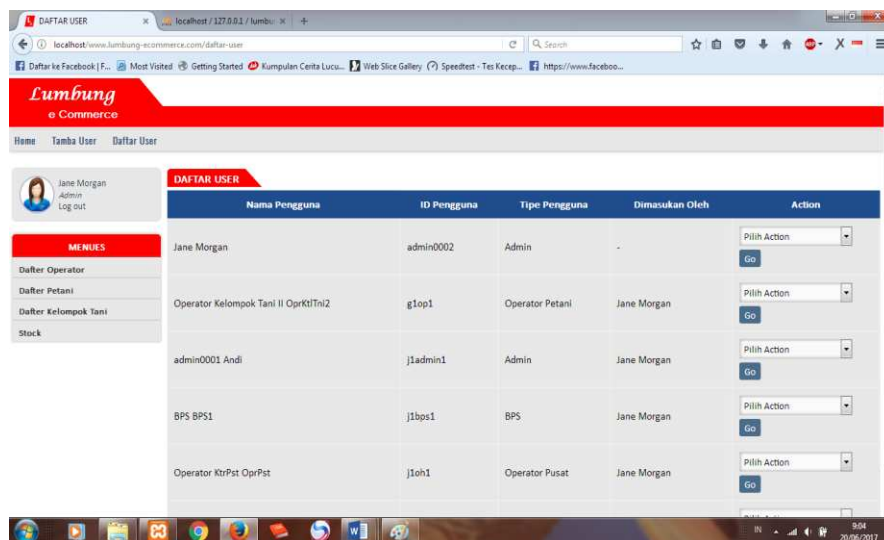 DAFTAR USER
localhost / 127.0.0.1 / lumbu
localhost/www.lumbung-ecommerce.com/daftar-user
Search
Daftar ke Facebook | F... Most Visited Getting Started Kumpulan Cerita Lucu... Web Slice Gallery Speedtest - Tes Kecep... https://www.faceboo...
Lumbung
e Commerce
Home Tamba User Daftar User
Jane Morgan
Admin
Log out
MENUES
Dafter Operator
Dafter Petani
Dafter Kelompok Tani
Stock
DAFTAR USER
Nama Pengguna ID Pengguna Tipe Pengguna Dimasukan Oleh Action
Jane Morgan admin0002 Admin - Pilih Action
Go
Operator Kelompok Tani II OprKtlTni2 g1op1 Operator Petani Jane Morgan Pilih Action
Go
admin0001 Andi j1admin1 Admin Jane Morgan Pilih Action
Go
BPS BPS1 j1bps1 BPS Jane Morgan Pilih Action
Go
Operator KtrPst OprPst j1oh1 Operator Pusat Jane Morgan Pilih Action
Go
IN 9:04
20/06/2017